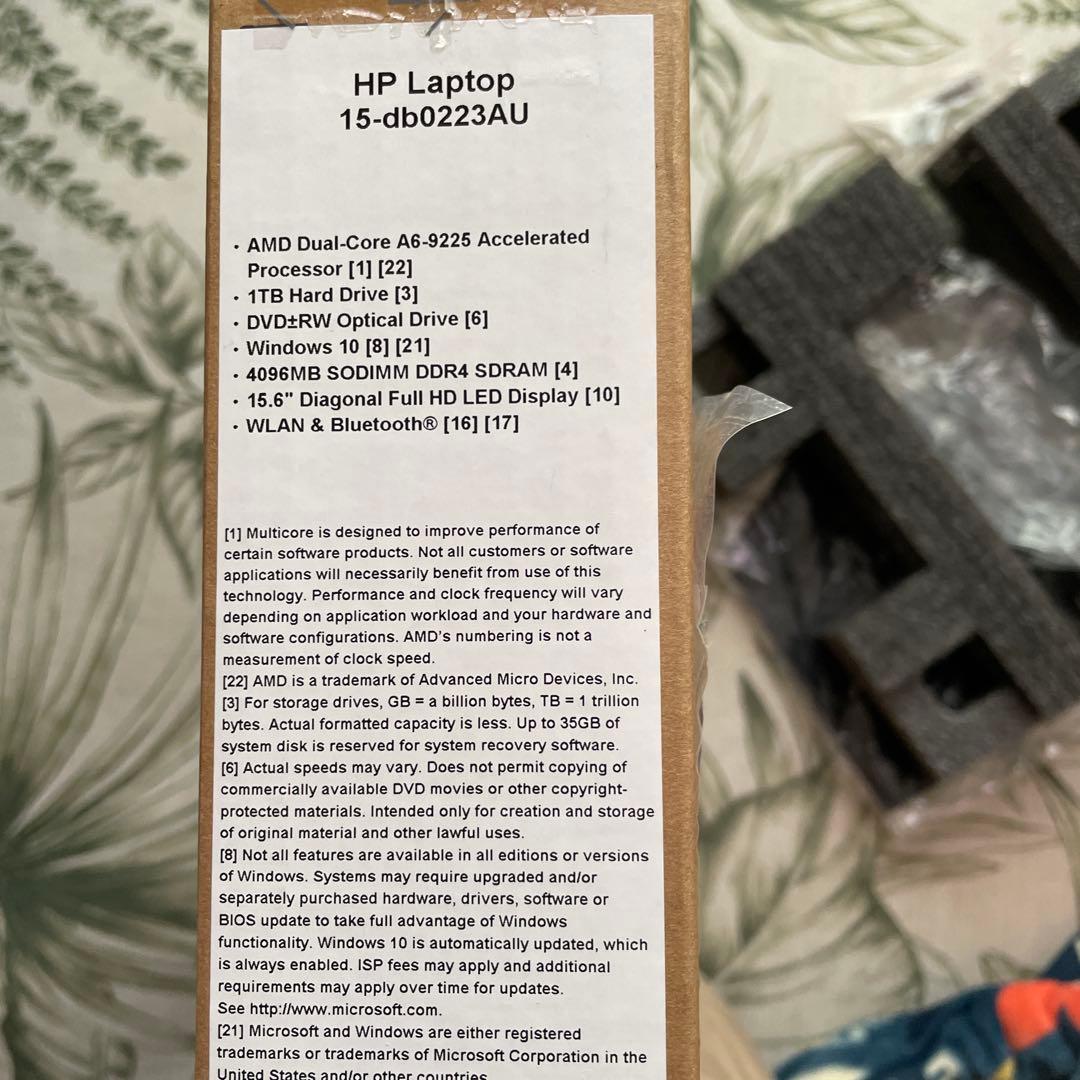 HP Laptop
15-db0223AU
• AMD Dual-Core A6-9225 Accelerated
Processor [1] [22]
• 1TB Hard Drive [3]
• DVD±RW Optical Drive [6]
• Windows 10 [8] [21]
• 4096MB SODIMM DDR4 SDRAM [4]
• 15.6" Diagonal Full HD LED Display [10]
• WLAN & Bluetooth® [16] [17]
[1] Multicore is designed to improve performance of
certain software products. Not all customers or software
applications will necessarily benefit from use of this
technology. Performance and clock frequency will vary
depending on application workload and your hardware and
software configurations. AMD's numbering is not a
measurement of clock speed.
[22] AMD is a trademark of Advanced Micro Devices, Inc.
[3] For storage drives, GB = a billion bytes, TB = 1 trillion
bytes. Actual formatted capacity is less. Up to 35GB of
system disk is reserved for system recovery software.
[6] Actual speeds may vary. Does not permit copying of
commercially available DVD movies or other copyright-
protected materials. Intended only for creation and storage
of original material and other lawful uses.
[8] Not all features are available in all editions or versions
of Windows. Systems may require upgraded and/or
separately purchased hardware, drivers, software or
BIOS update to take full advantage of Windows
functionality. Windows 10 is automatically updated, which
is always enabled. ISP fees may apply and additional
requirements may apply over time for updates.
See http://www.microsoft.com.
[21] Microsoft and Windows are either registered
trademarks or trademarks of Microsoft Corporation in the
United States and/or other countries